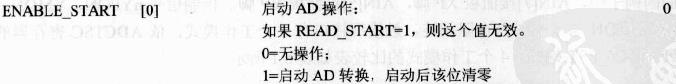 ENABLE_START [0] 启动 AD 操作； 0
如果 READ_START=1，则这个值无效。
0=无操作；
1=启动 AD 转换，启动后该位清零